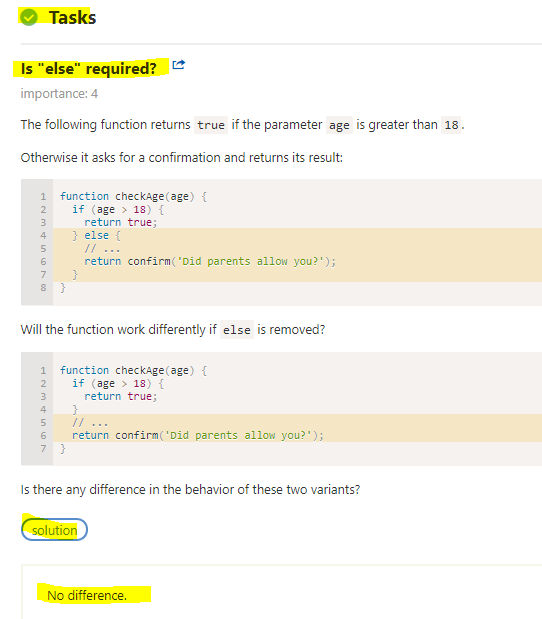 Tasks
Is "else" required?
importance: 4
The following function returns true if the parameter age is greater than 18.
Otherwise it asks for a confirmation and returns its result:
1 function checkAge(age) {
2 if (age > 18) {
3 return true;
4 } else {
5 // ...
6 return confirm('Did parents allow you?');
7 }
8 }
Will the function work differently if else is removed?
1 function checkAge(age) {
2 if (age > 18) {
3 return true;
4 }
5 // ...
6 return confirm('Did parents allow you?');
7 }
Is there any difference in the behavior of these two variants?
solution
No difference.